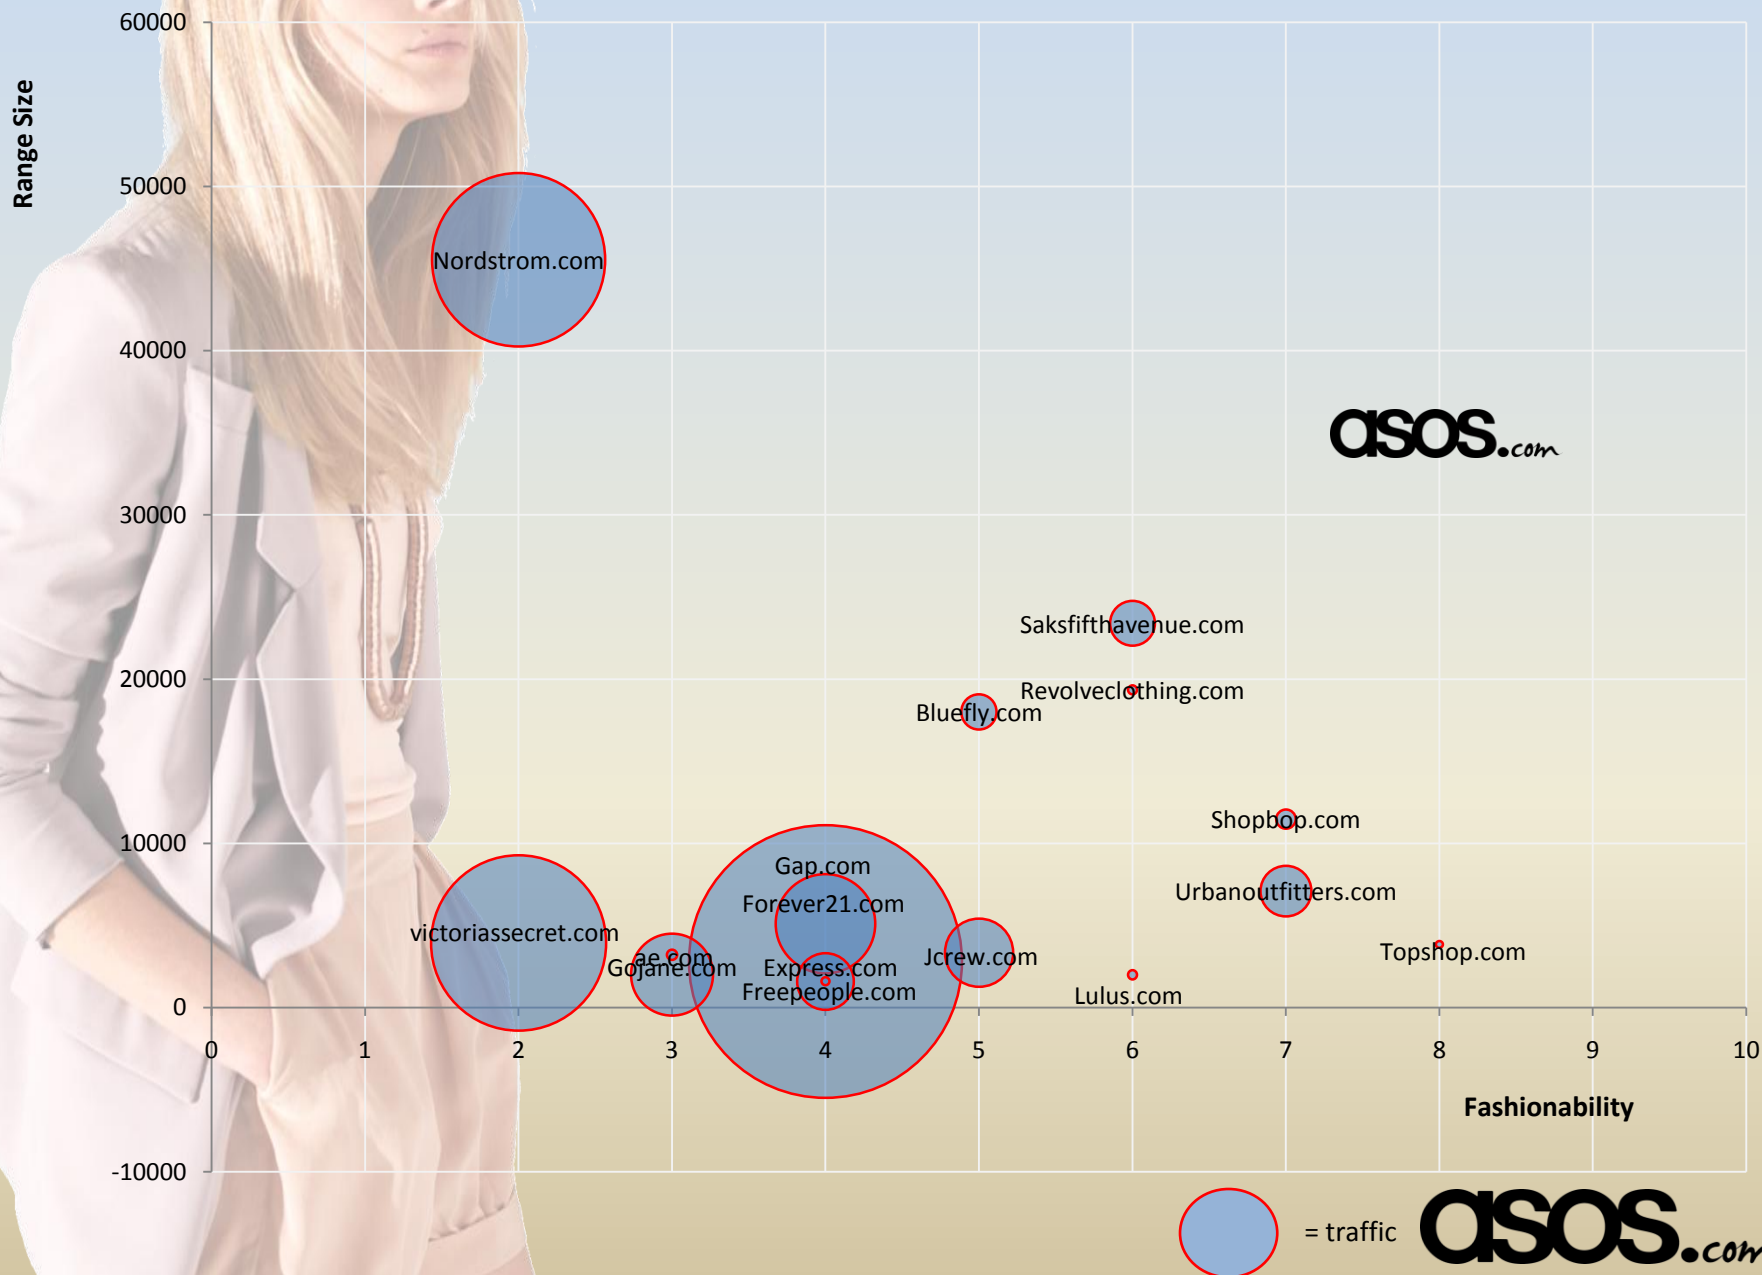 60000
Range Size
50000
Nordstrom.com
40000
asos.com
30000
Saksfifthavenue.com
20000
Revolveclothing.com
Bluefly.com
Shopbop.com
10000
Gap.com
Urbanoutfitters.com
Forever21.com
victoriassecret.com
Topshop.com
ae.com
Jcrew.com
Gojane.com
Express.com
Freepeople.com
Lulus.com
0
0 1 2 3 4 5 6 7 8 9 10
Fashionability
-10000
= traffic
asos.com